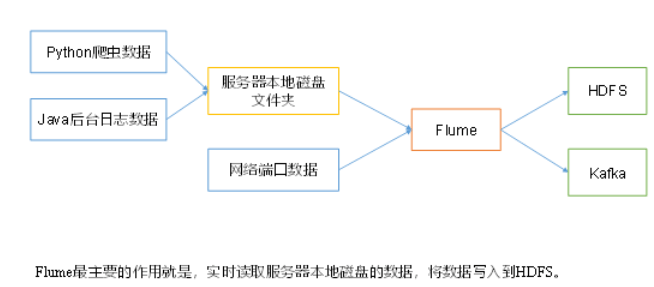 Python爬虫数据
Java后台日志数据
服务器本地磁盘
文件夹
网络端口数据
Flume
HDFS
Kafka
Flume最主要的作用就是，实时读取服务器本地磁盘的数据，将数据写入到HDFS。